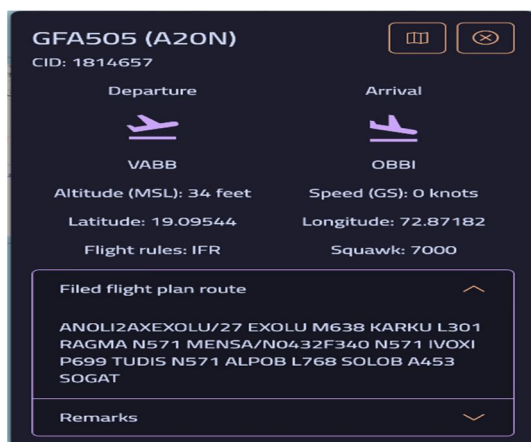 GFA505 (A20N)
CID: 1814657
Departure
Arrival
VABB
OBBI
Altitude (MSL): 34 feet
Speed (GS): 0 knots
Latitude: 19.09544
Longitude: 72.87182
Flight rules: IFR
Squawk: 7000
Filed flight plan route
ANOLI2AXEXOLU/27 EXOLU M638 KARKU L301
RAGMA N571 MENSA/N0432F340 N571 IVOXI
P699 TUDIS N571 ALPOB L768 SOLOB A453
SOGAT
Remarks